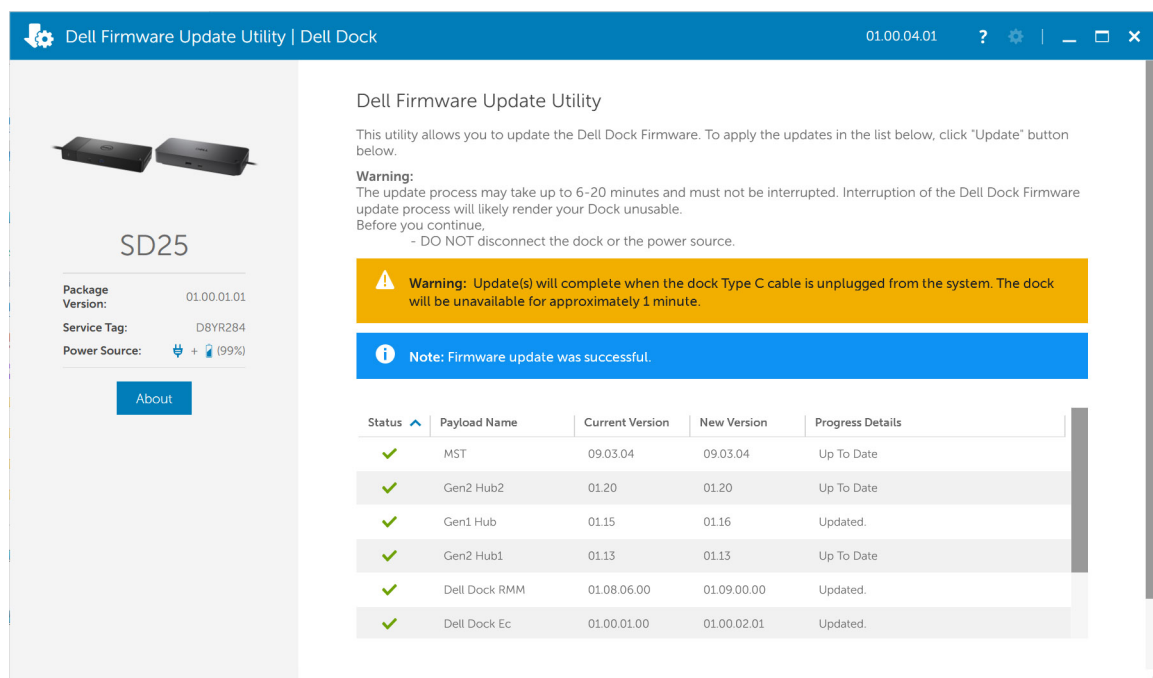 Dell Firmware Update Utility | Dell Dock
01.00.04.01 ?
SD25
Package Version: 01.00.01.01
Service Tag: D8YR284
Power Source: + (99%)
About
Dell Firmware Update Utility
This utility allows you to update the Dell Dock Firmware. To apply the updates in the list below, click "Update" button
below.
Warning:
The update process may take up to 6-20 minutes and must not be interrupted. Interruption of the Dell Dock Firmware
update process will likely render your Dock unusable.
Before you continue,
- DO NOT disconnect the dock or the power source.
Warning: Update(s) will complete when the dock Type C cable is unplugged from the system. The dock
will be unavailable for approximately 1 minute.
Note: Firmware update was successful.
Status Payload Name Current Version New Version Progress Details
MST 09.03.04 09.03.04 Up To Date
Gen2 Hub2 01.20 01.20 Up To Date
Gen1 Hub 01.15 01.16 Updated.
Gen2 Hub1 01.13 01.13 Up To Date
Dell Dock RMM 01.08.06.00 01.09.00.00 Updated.
Dell Dock Ec 01.00.01.00 01.00.02.01 Updated.